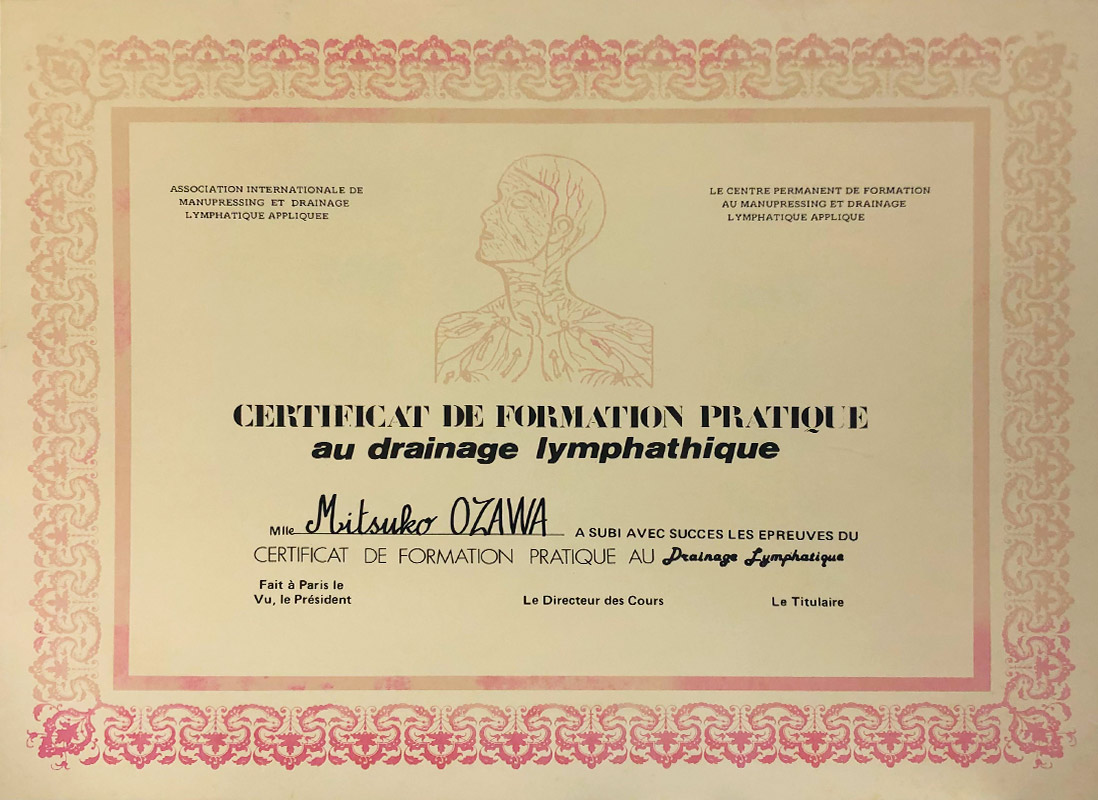 ASSOCIATION INTERNATIONALE DE
MANUPRESSING ET DRAINAGE
LYMPHATIQUE APPLIQUEE
LE CENTRE PERMANENT DE FORMATION
AU MANUPRESSING ET DRAINAGE
LYMPHATIQUE APPLIQUE
CERTIFICAT DE FORMATION PRATIQUE
au drainage lymphathique
Mlle Mitsuko OZAWA A SUBI AVEC SUCCES LES EPREUVES DU
CERTIFICAT DE FORMATION PRATIQUE AU Drainage Lymphatique
Fait à Paris le
Vu, le Président
Le Directeur des Cours
Le Titulaire